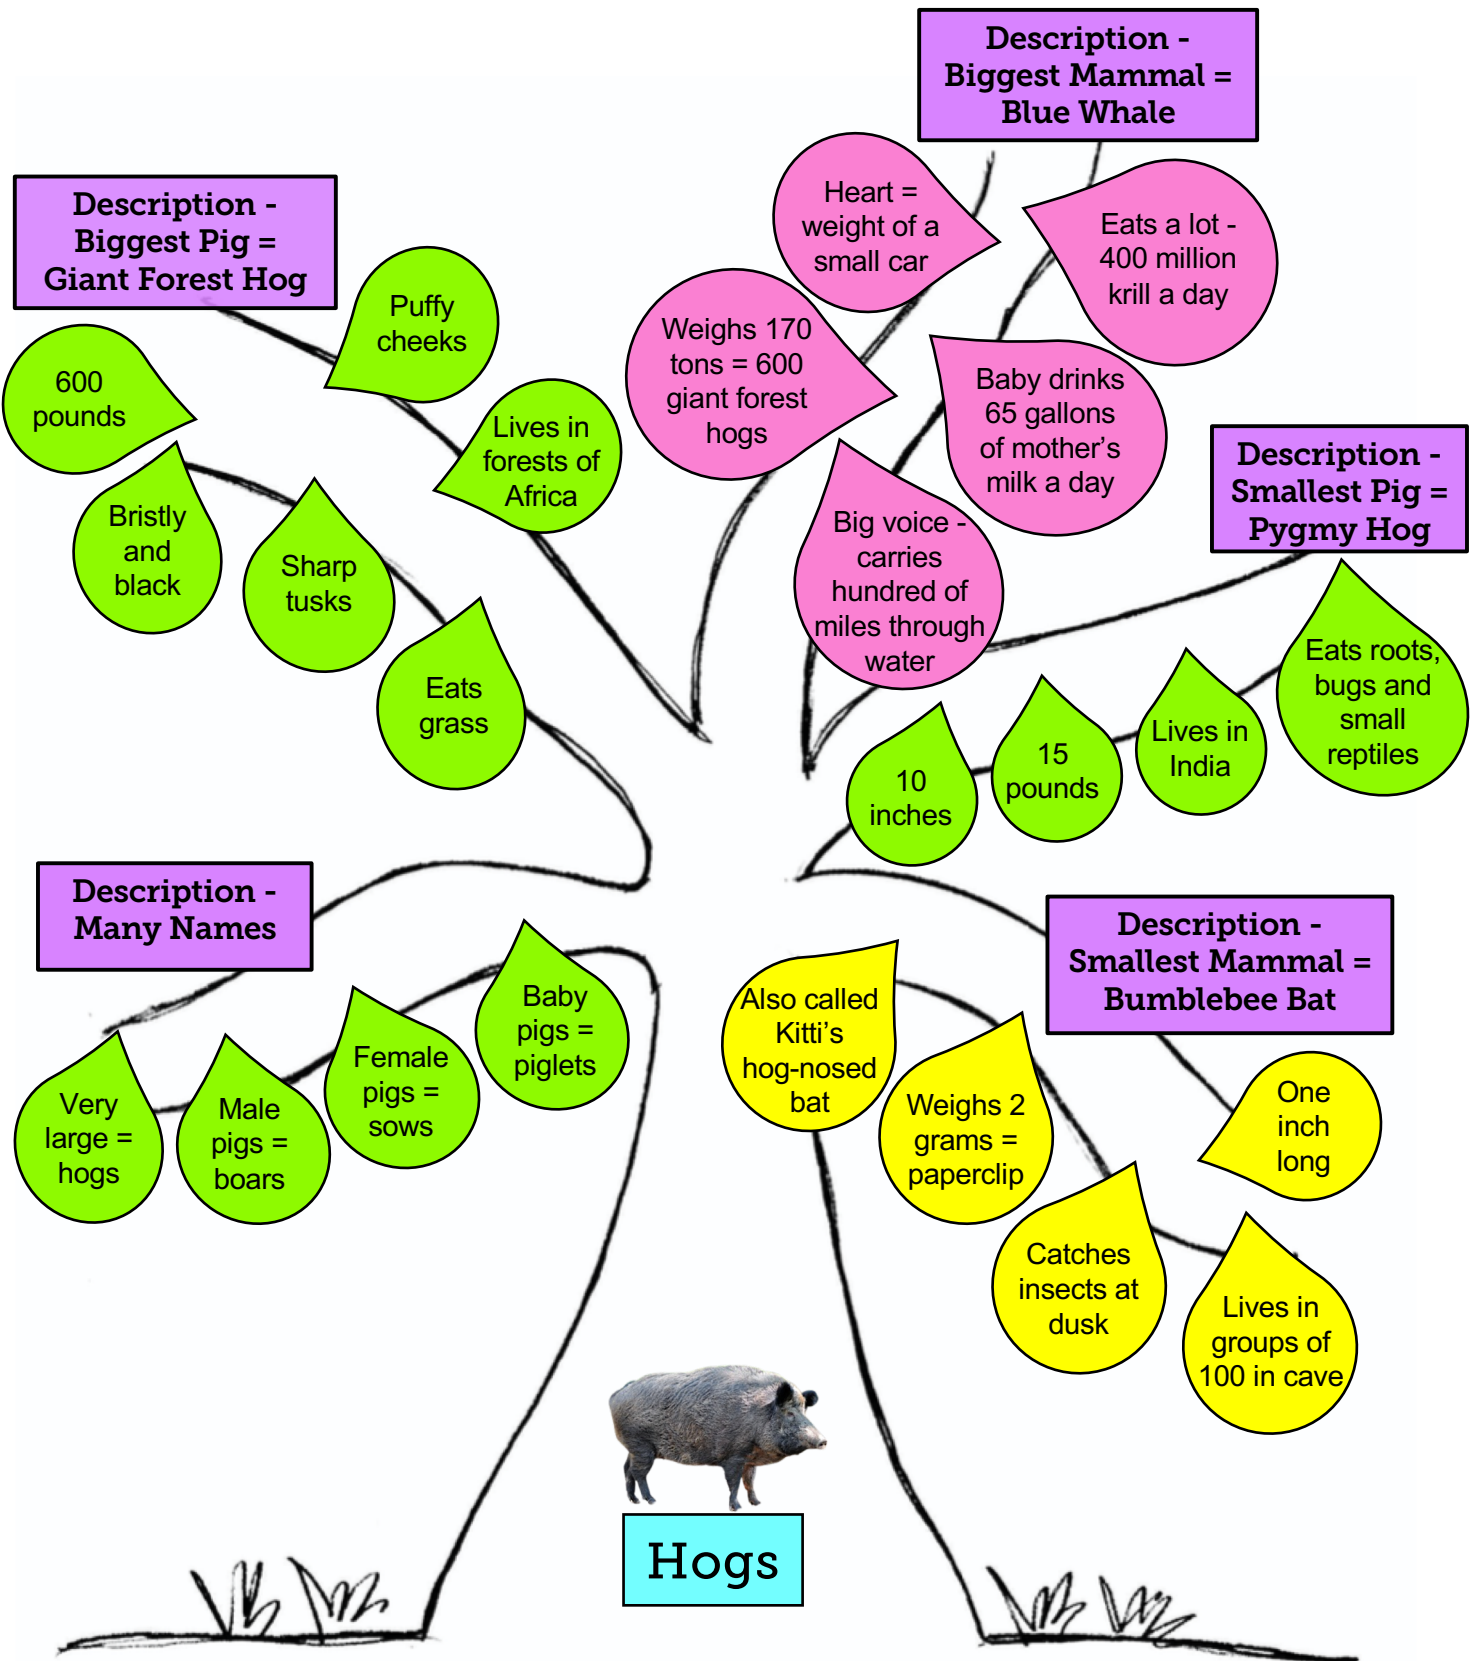 Description -
Biggest Mammal =
Blue Whale
Heart =
weight of a
small car
Eats a lot -
400 million
krill a day
Weighs 170
tons = 600
giant forest
hogs
Baby drinks
65 gallons
of mother's
milk a day
Big voice -
carries
hundred of
miles through
water
Description -
Biggest Pig =
Giant Forest Hog
Puffy
cheeks
600
pounds
Lives in
forests of
Africa
Bristly
and
black
Sharp
tusks
Eats
grass
Description -
Smallest Pig =
Pygmy Hog
Eats roots,
bugs and
small
reptiles
Lives in
India
15
pounds
10
inches
Description -
Many Names
Very
large =
hogs
Male
pigs =
boars
Female
pigs =
sows
Baby
pigs =
piglets
Description -
Smallest Mammal =
Bumblebee Bat
Also called
Kitti's
hog-nosed
bat
Weighs 2
grams =
paperclip
One
inch
long
Catches
insects at
dusk
Lives in
groups of
100 in cave
Hogs